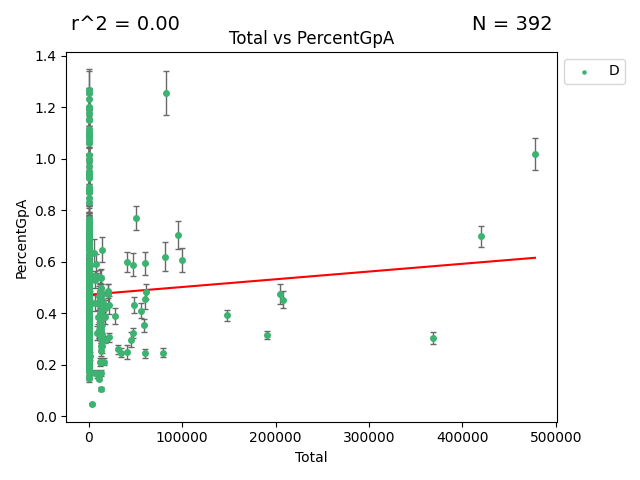 r^2 = 0.00
N = 392
Total vs PercentGpA
D
PercentGpA
1.4
1.2
1.0
0.8
0.6
0.4
0.2
0.0
0
100000
200000
300000
400000
500000
Total